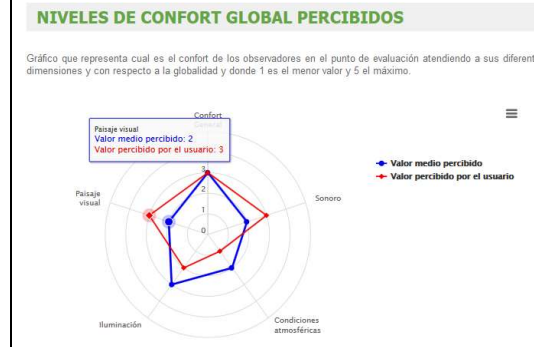 NIVELES DE CONFORT GLOBAL PERCIBIDOS
Gráfico que representa cual es el confort de los observadores en el punto de evaluación atendiendo a sus diferent
dimensiones y con respecto a la globalidad y donde 1 es el menor valor y 5 el máximo.
Confort
Paisaje visual
Valor medio percibido: 2
Valor percibido por el usuario: 3
Valor medio percibido
Valor percibido por el usuario
3
2
1
0
Paisaje
visual
Sonoro
Iluminación
Condiciones
atmosféricas